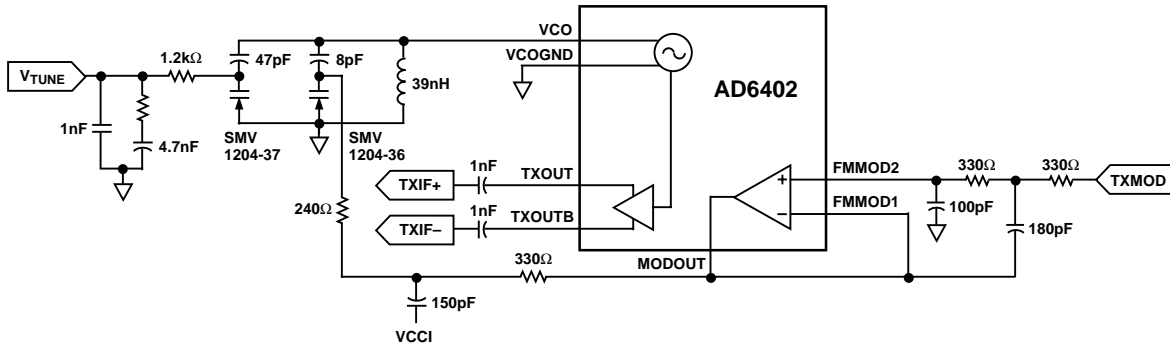 VCO
VCOGND
AD6402
VTUNE
1.2kΩ
47pF
8pF
39nH
1nF
4.7nF
SMV
1204-37
SMV
1204-36
TXIF+
1nF
TXOUT
TXIF–
1nF
TXOUTB
240Ω
FMMOD2
FMMOD1
+
–
330Ω
330Ω
TXMOD
100pF
180pF
MODOUT
330Ω
150pF
VCCI